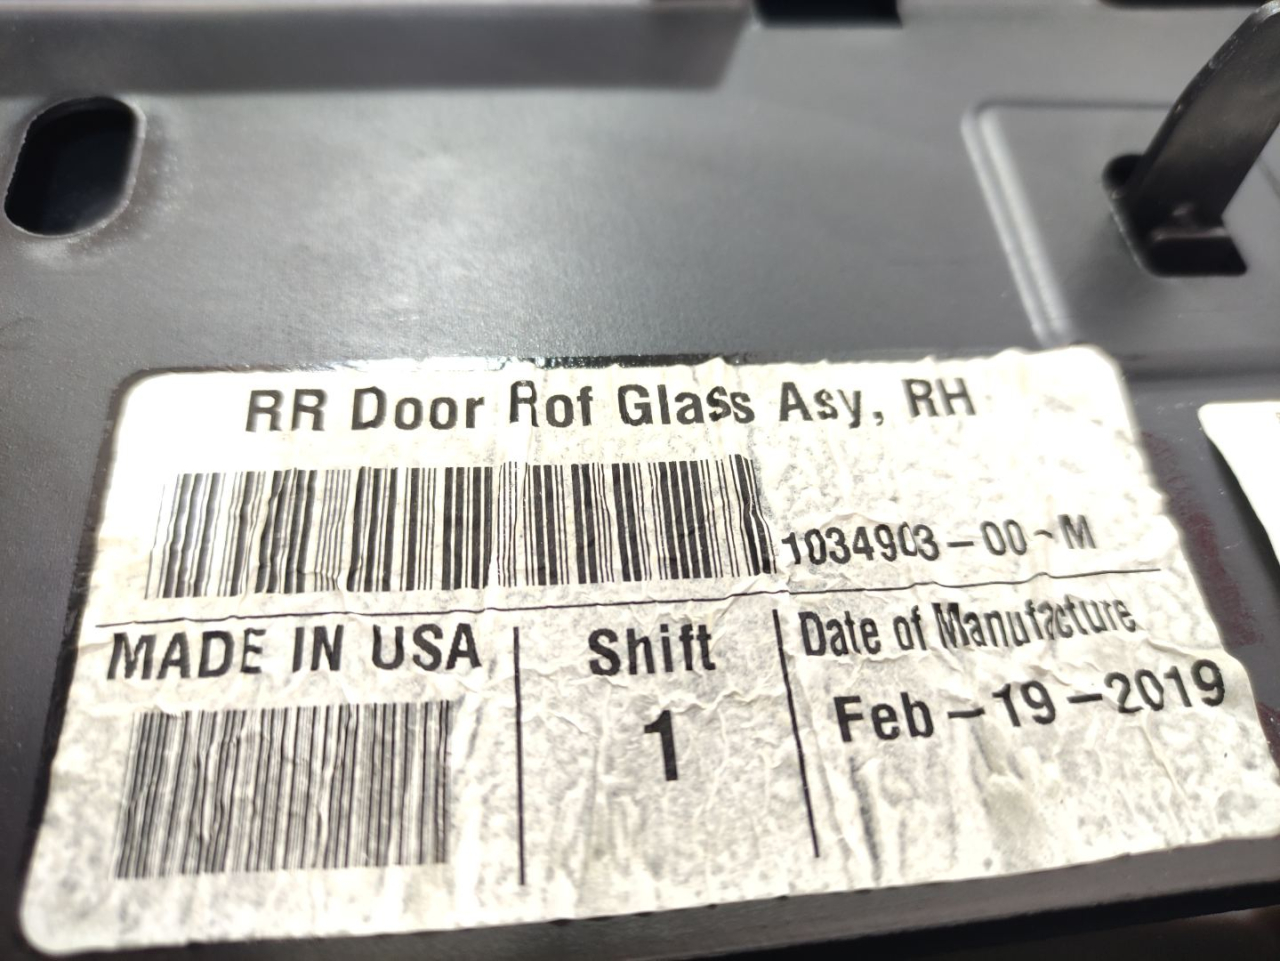 RR Door Rof Glass Asy, RH
1034903-00-M
MADE IN USA
Shift
1
Date of Manufacture
Feb-19-2019